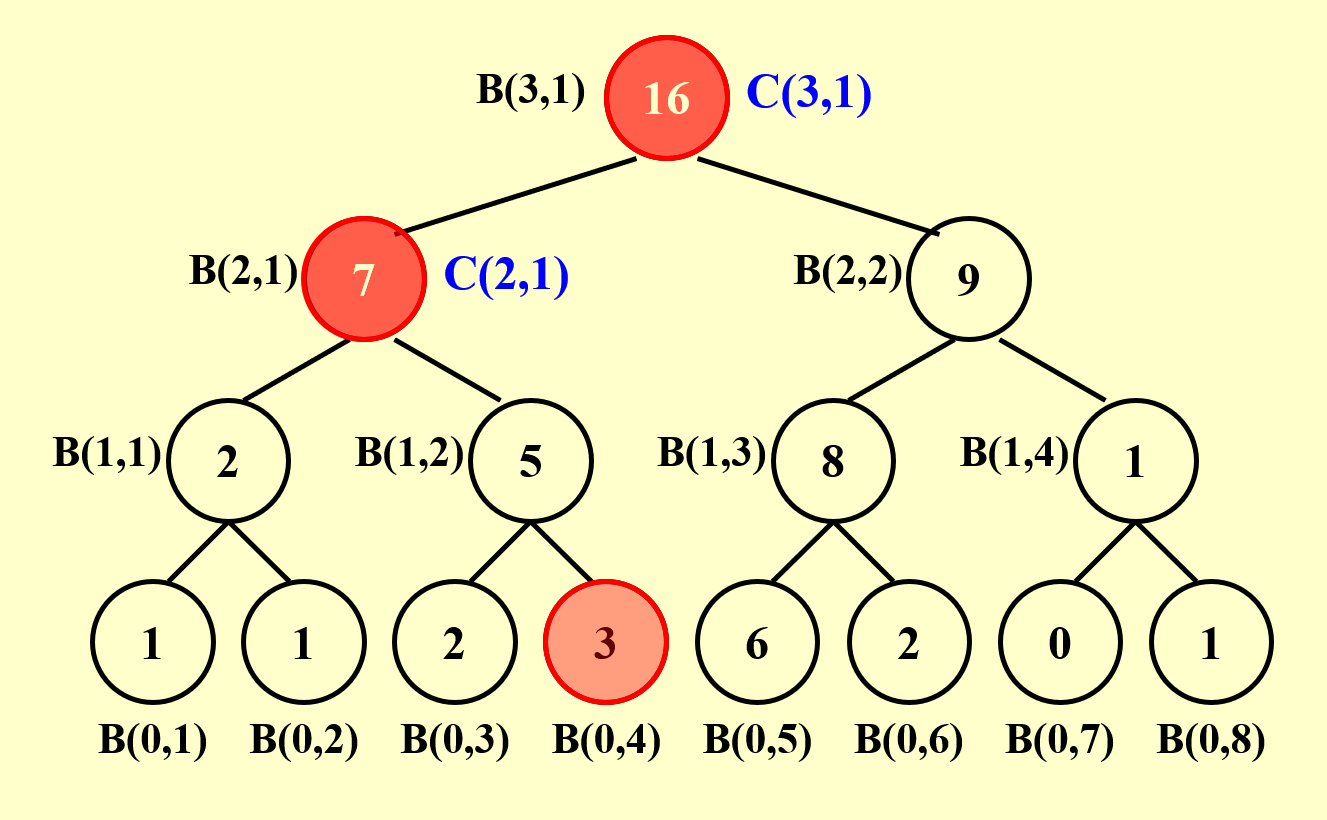 B(3,1) 16 C(3,1)
B(2,1) 7 C(2,1) B(2,2) 9
B(1,1) 2 B(1,2) 5 B(1,3) 8 B(1,4) 1
1 1 2 3 6 2 0 1
B(0,1) B(0,2) B(0,3) B(0,4) B(0,5) B(0,6) B(0,7) B(0,8)